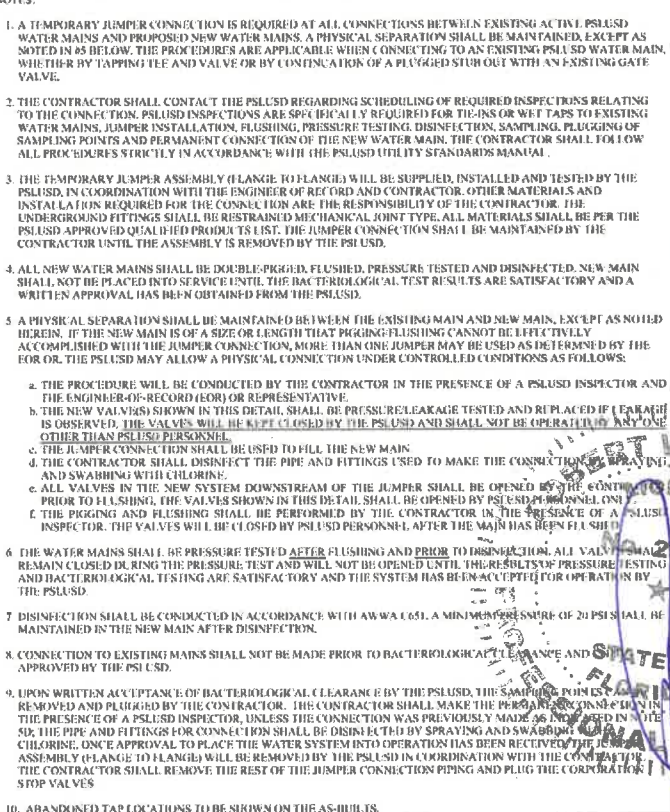 NOTES:
1. A TEMPORARY JUMPER CONNECTION IS REQUIRED AT ALL CONNECTIONS BETWEEN EXISTING ACTIVE PSLUSD
WATER MAINS AND PROPOSED NEW WATER MAINS. A PHYSICAL SEPARATION SHALL BE MAINTAINED, EXCEPT AS
NOTED IN #5 BELOW. THE PROCEDURES ARE APPLICABLE WHEN CONNECTING TO AN EXISTING PSLUSD WATER MAIN,
WHETHER BY TAPPING TEE AND VALVE OR BY CONTINUATION OF A PLUGGED STUB OUT WITH AN EXISTING GATE
VALVE.
2. THE CONTRACTOR SHALL CONTACT THE PSLUSD REGARDING SCHEDULING OF REQUIRED INSPECTIONS RELATING
TO THE CONNECTION. PSLUSD INSPECTIONS ARE SPECIFICALLY REQUIRED FOR TIE-INS OR WET TAPS TO EXISTING
WATER MAINS, JUMPER INSTALLATION, FLUSHING, PRESSURE TESTING, DISINFECTION, SAMPLING, PLUGGING OF
SAMPLING POINTS AND PERMANENT CONNECTION OF THE NEW WATER MAIN. THE CONTRACTOR SHALL FOLLOW
ALL PROCEDURES STRICTLY IN ACCORDANCE WITH THE PSLUSD UTILITY STANDARDS MANUAL.
3. THE TEMPORARY JUMPER ASSEMBLY (FLANGE TO FLANGE) WILL BE SUPPLIED, INSTALLED AND TESTED BY THE
PSLUSD, IN COORDINATION WITH THE ENGINEER OF RECORD AND CONTRACTOR. OTHER MATERIALS AND
INSTALLATION REQUIRED FOR THE CONNECTION ARE THE RESPONSIBILITY OF THE CONTRACTOR. THE
UNDERGROUND FITTINGS SHALL BE RESTRAINED MECHANICAL JOINT TYPE. ALL MATERIALS SHALL BE PER THE
PSLUSD APPROVED QUALIFIED PRODUCTS LIST. THE JUMPER CONNECTION SHALL BE MAINTAINED BY THE
CONTRACTOR UNTIL THE ASSEMBLY IS REMOVED BY THE PSLUSD.
4. ALL NEW WATER MAINS SHALL BE DOUBLE-PIGGED, FLUSHED, PRESSURE TESTED AND DISINFECTED. NEW MAIN
SHALL NOT BE PLACED INTO SERVICE UNTIL THE BACTERIOLOGICAL TEST RESULTS ARE SATISFACTORY AND A
WRITTEN APPROVAL HAS BEEN OBTAINED FROM THE PSLUSD.
5 A PHYSICAL SEPARATION SHALL BE MAINTAINED BETWEEN THE EXISTING MAIN AND NEW MAIN, EXCEPT AS NOTED
HEREIN. IF THE NEW MAIN IS OF A SIZE OR LENGTH THAT PIGGING/FLUSHING CANNOT BE EFFECTIVELY
ACCOMPLISHED WITH THE JUMPER CONNECTION, MORE THAN ONE JUMPER MAY BE USED AS DETERMINED BY THE
EOR OR. THE PSLUSD MAY ALLOW A PHYSICAL CONNECTION UNDER CONTROLLED CONDITIONS AS FOLLOWS:
a. THE PROCEDURE WILL BE CONDUCTED BY THE CONTRACTOR IN THE PRESENCE OF A PSLUSD INSPECTOR AND
THE ENGINEER-OF-RECORD (EOR) OR REPRESENTATIVE.
b. THE NEW VALVE(S) SHOWN IN THIS DETAIL SHALL BE PRESSURE/LEAKAGE TESTED AND REPLACED IF LEAKAGE
IS OBSERVED. THE VALVES WILL BE KEPT CLOSED BY THE PSLUSD AND SHALL NOT BE OPERATED BY ANY ONE
OTHER THAN PSLUSD PERSONNEL.
c. THE JUMPER CONNECTION SHALL BE USED TO FILL THE NEW MAIN
d. THE CONTRACTOR SHALL DISINFECT THE PIPE AND FITTINGS USED TO MAKE THE CONNECTION BY SPRAYING,
AND SWABBING WITH CHLORINE.
e. ALL VALVES IN THE NEW SYSTEM DOWNSTREAM OF THE JUMPER SHALL BE OPENED BY THE CONTRACTOR
PRIOR TO FLUSHING. THE VALVES SHOWN IN THIS DETAIL SHALL BE OPENED BY PSLUSD PERSONNEL ONLY
f. THE PIGGING AND FLUSHING SHALL BE PERFORMED BY THE CONTRACTOR IN THE PRESENCE OF A PSLUSD
INSPECTOR. THE VALVES WILL BE CLOSED BY PSLUSD PERSONNEL AFTER THE MAIN HAS BEEN FLUSHED
6 THE WATER MAINS SHALL BE PRESSURE TESTED AFTER FLUSHING AND PRIOR TO DISINFECTION. ALL VALVES SHALL
REMAIN CLOSED DURING THE PRESSURE TEST AND WILL NOT BE OPENED UNTIL THE RESULTS OF PRESSURE TESTING
AND BACTERIOLOGICAL TESTING ARE SATISFACTORY AND THE SYSTEM HAS BEEN ACCEPTED FOR OPERATION BY
THE PSLUSD
7 DISINFECTION SHALL BE CONDUCTED IN ACCORDANCE WITH AWWA C651. A MINIMUM PRESSURE OF 20 PSI SHALL BE
MAINTAINED IN THE NEW MAIN AFTER DISINFECTION.
8. CONNECTION TO EXISTING MAINS SHALL NOT BE MADE PRIOR TO BACTERIOLOGICAL CLEARANCE AND
APPROVED BY THE PSLUSD.
9. UPON WRITTEN ACCEPTANCE OF BACTERIOLOGICAL CLEARANCE BY THE PSLUSD, THE SAMPLING POINTS CAN BE
REMOVED AND PLUGGED BY THE CONTRACTOR. THE CONTRACTOR SHALL MAKE THE PERMANENT CONNECTION IN
THE PRESENCE OF A PSLUSD INSPECTOR, UNLESS THE CONNECTION WAS PREVIOUSLY MADE AS INDICATED IN NOTE
5D; THE PIPE AND FITTINGS FOR CONNECTION SHALL BE DISINFECTED BY SPRAYING AND SWABBING
CHLORINE. ONCE APPROVAL TO PLACE THE WATER SYSTEM INTO OPERATION HAS BEEN RECEIVED, THE JUMPER
ASSEMBLY (FLANGE TO FLANGE) WILL BE REMOVED BY THE PSLUSD IN COORDINATION WITH THE CONTRACTOR.
THE CONTRACTOR SHALL REMOVE THE REST OF THE JUMPER CONNECTION PIPING AND PLUG THE CORPORATION
STOP VALVES
10. ABANDONED TAP LOCATIONS TO BE SHOWN ON THE AS-BUILTS.